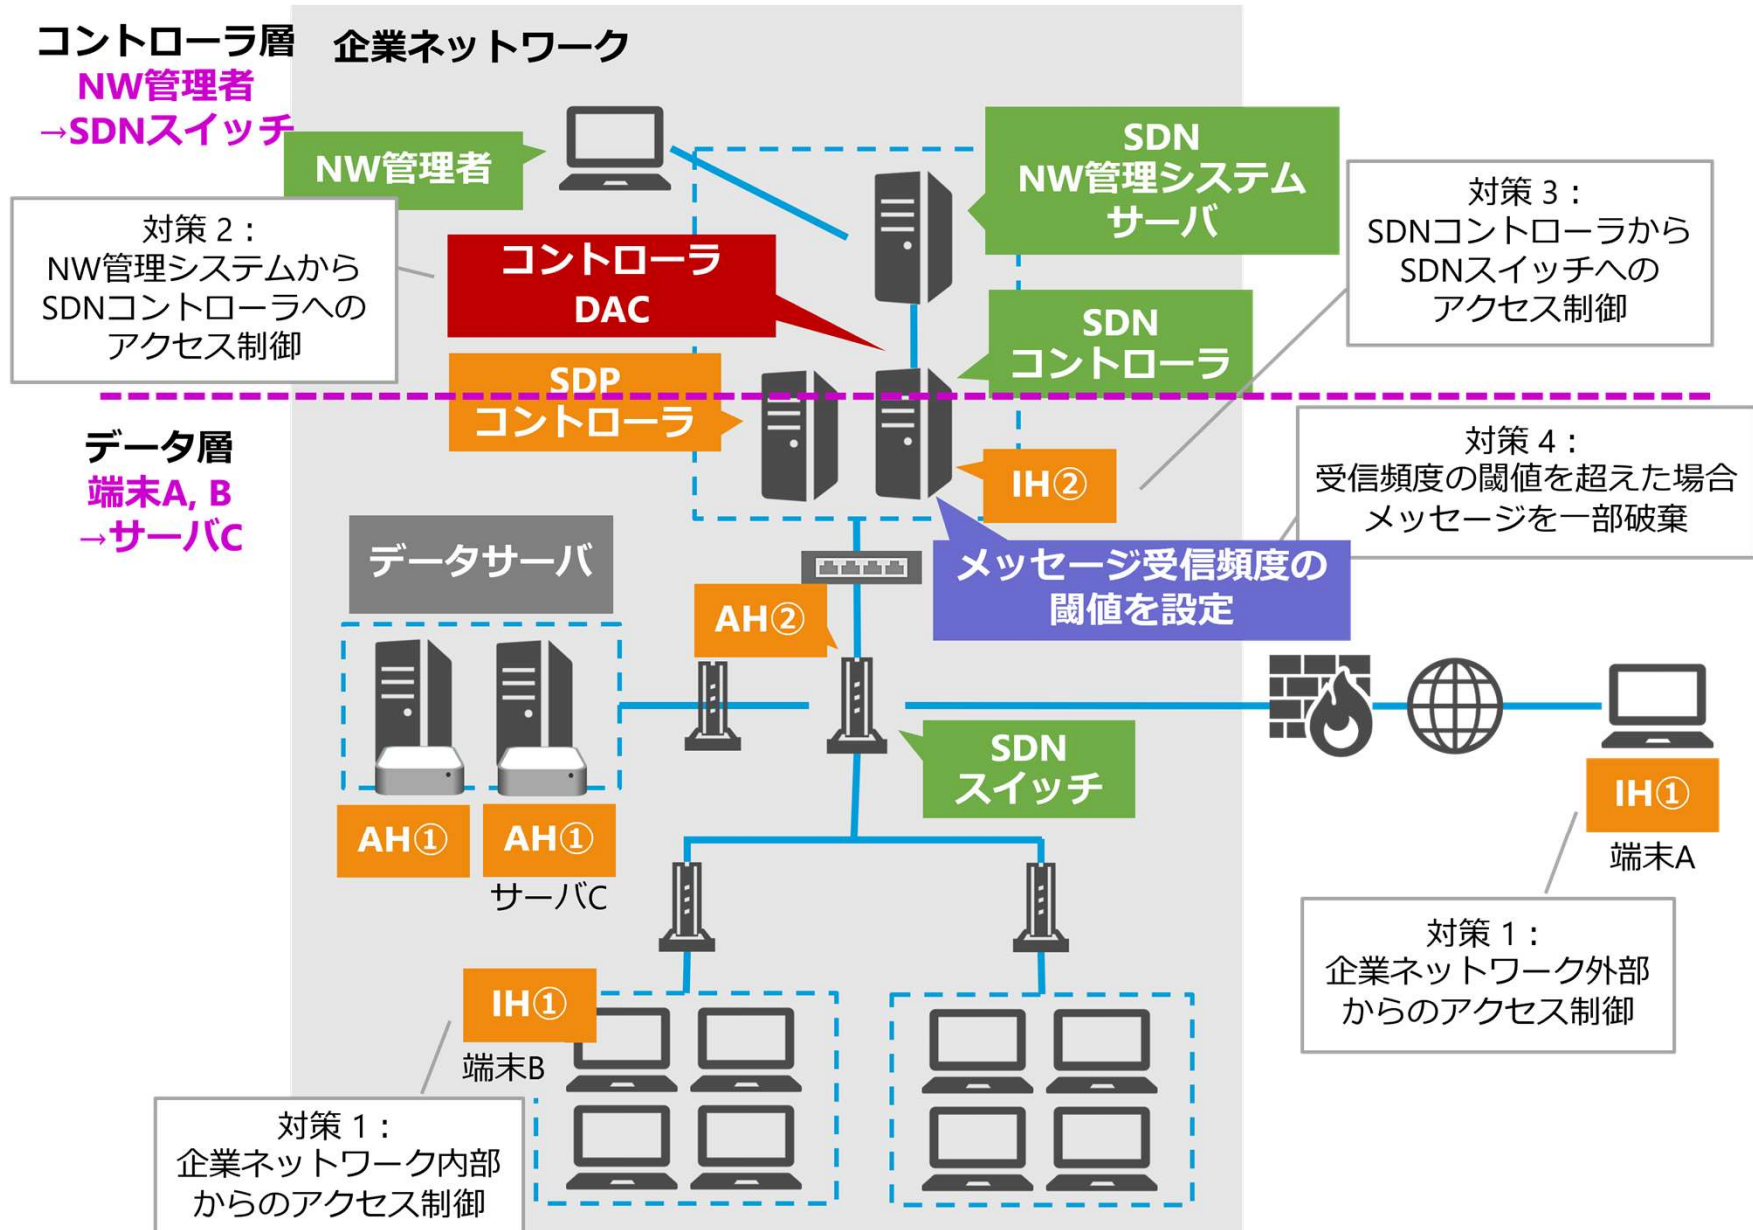 コントローラ層
NW管理者
→SDNスイッチ
企業ネットワーク
NW管理者
SDN
NW管理システム
サーバ
対策 2：
NW管理システムから
SDNコントローラへの
アクセス制御
コントローラ
DAC
対策 3：
SDNコントローラから
SDNスイッチへの
アクセス制御
SDN
コントローラ
SDP
コントローラ
データ層
端末A, B
→サーバC
IH②
対策 4：
受信頻度の閾値を超えた場合
メッセージを一部破棄
データサーバ
メッセージ受信頻度の
閾値を設定
AH②
SDN
スイッチ
IH①
端末A
AH①
AH①
サーバC
対策 1：
企業ネットワーク外部
からのアクセス制御
IH①
端末B
対策 1：
企業ネットワーク内部
からのアクセス制御